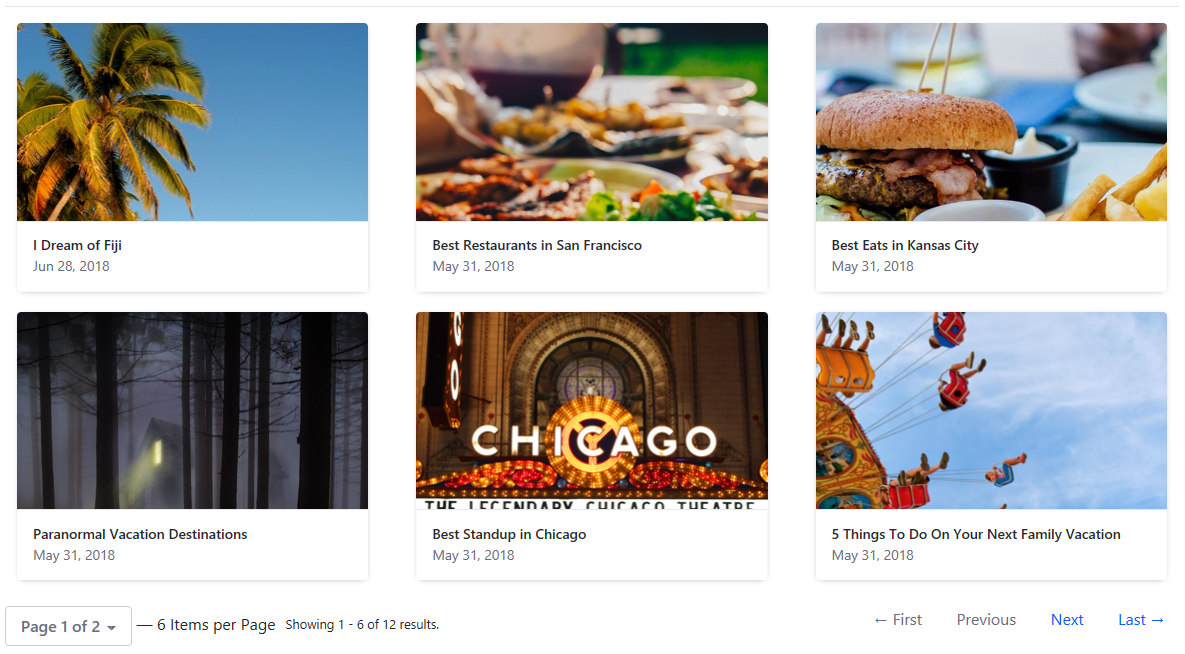 I Dream of Fiji
Jun 28, 2018
Best Restaurants in San Francisco
May 31, 2018
Best Eats in Kansas City
May 31, 2018
C
O
CHICAGO
THE LEGENDARY CHICAGO THEATRE
Paranormal Vacation Destinations
May 31, 2018
Best Standup in Chicago
May 31, 2018
5 Things To Do On Your Next Family Vacation
May 31, 2018
Page 1 of 2 — 6 Items per Page Showing 1 - 6 of 12 results.
← First Previous Next Last →